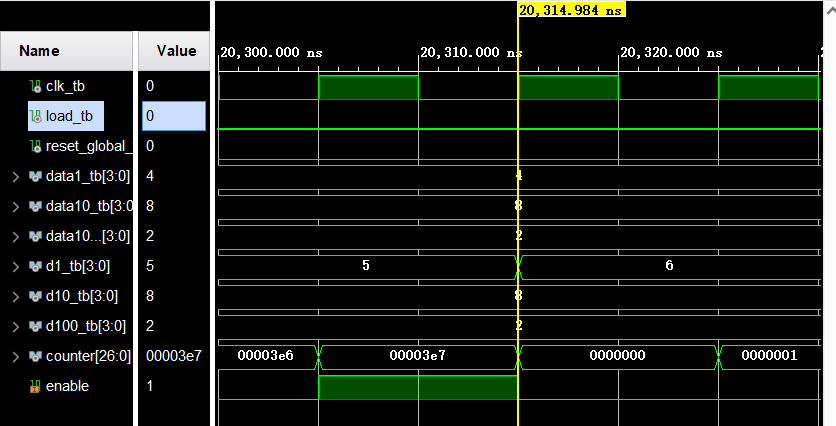 20,314.984 ns
Name Value 20,300.000 ns 20,310.000 ns 20,320.000 ns
clk_tb 0
load_tb 0
reset_global_ 0
data1_tb[3:0] 4 4
data10_tb[3:0 8 8
data10...[3:0] 2 2
d1_tb[3:0] 5 5 6
d10_tb[3:0] 8 8
d100_tb[3:0] 2 2
counter[26:0] 00003e7 00003e6 00003e7 0000000 0000001
enable 1